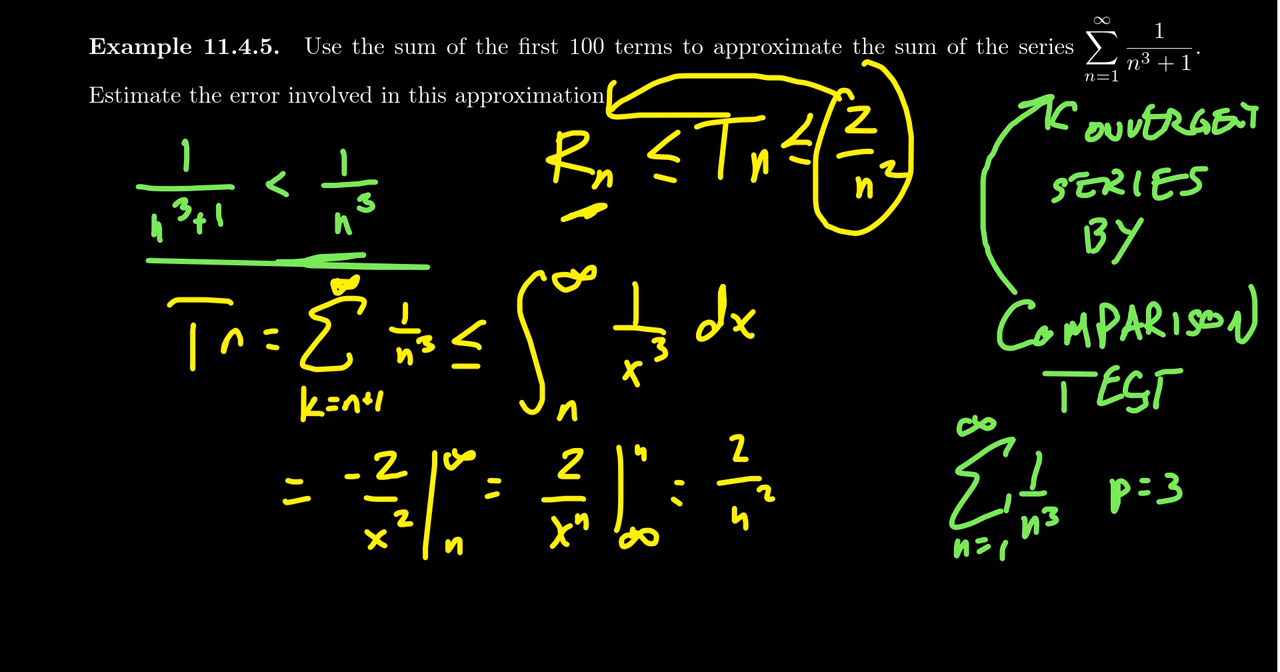 Example 11.4.5. Use the sum of the first 100 terms to approximate the sum of the series ∑_{n=1}^{∞} 1/(n³ + 1).
Estimate the error involved in this approximation
R_n ≤ T_n ≤ 2/n²
1/(n³+1) < 1/n³
CONVERGENT
SERIES
BY
COMPARISON
TEST
T_n = ∑_{k=n+1}^{∞} 1/n³ ≤ ∫_n^∞ 1/x³ dx
= -2/x² |_n^∞ = 2/x^n |_∞^n = 2/n²
∑_{n=1}^{∞} 1/n³ p=3